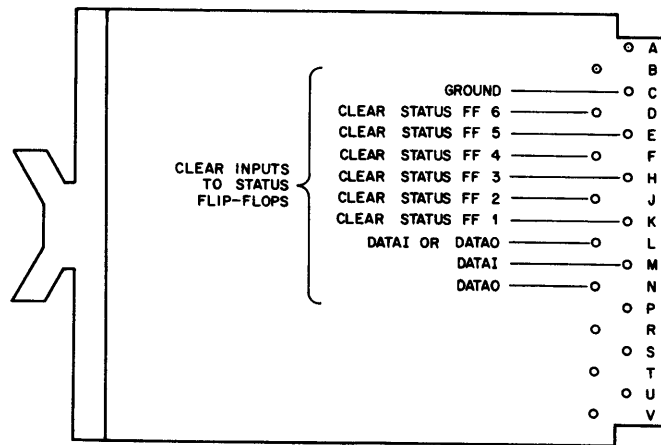 A
B
GROUND C
CLEAR STATUS FF 6 D
CLEAR STATUS FF 5 E
CLEAR STATUS FF 4 F
CLEAR INPUTS
TO STATUS
FLIP-FLOPS
CLEAR STATUS FF 3 H
CLEAR STATUS FF 2 J
CLEAR STATUS FF 1 K
DATAI OR DATAO L
DATAI M
DATAO N
P
R
S
T
U
V